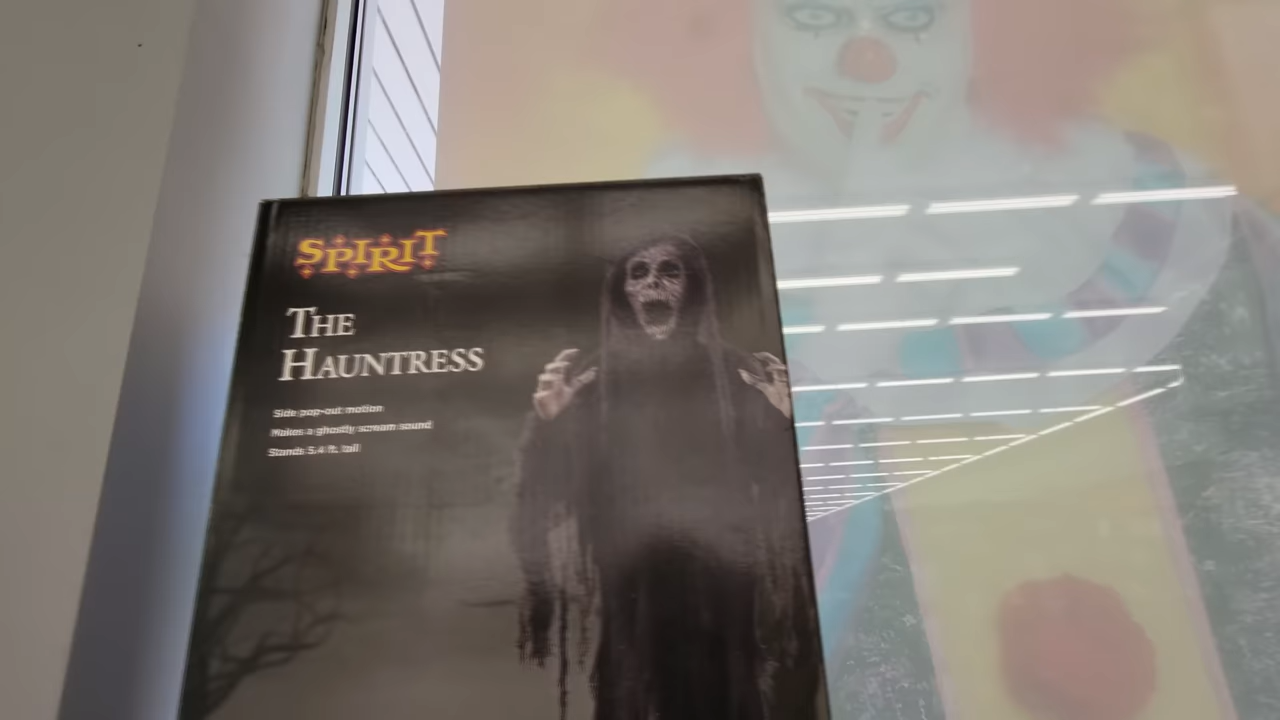 SPIRIT
THE
HAUNTRESS
Side pop-out motion
Makes a ghostly scream sound
Stands 5.4 ft. tall